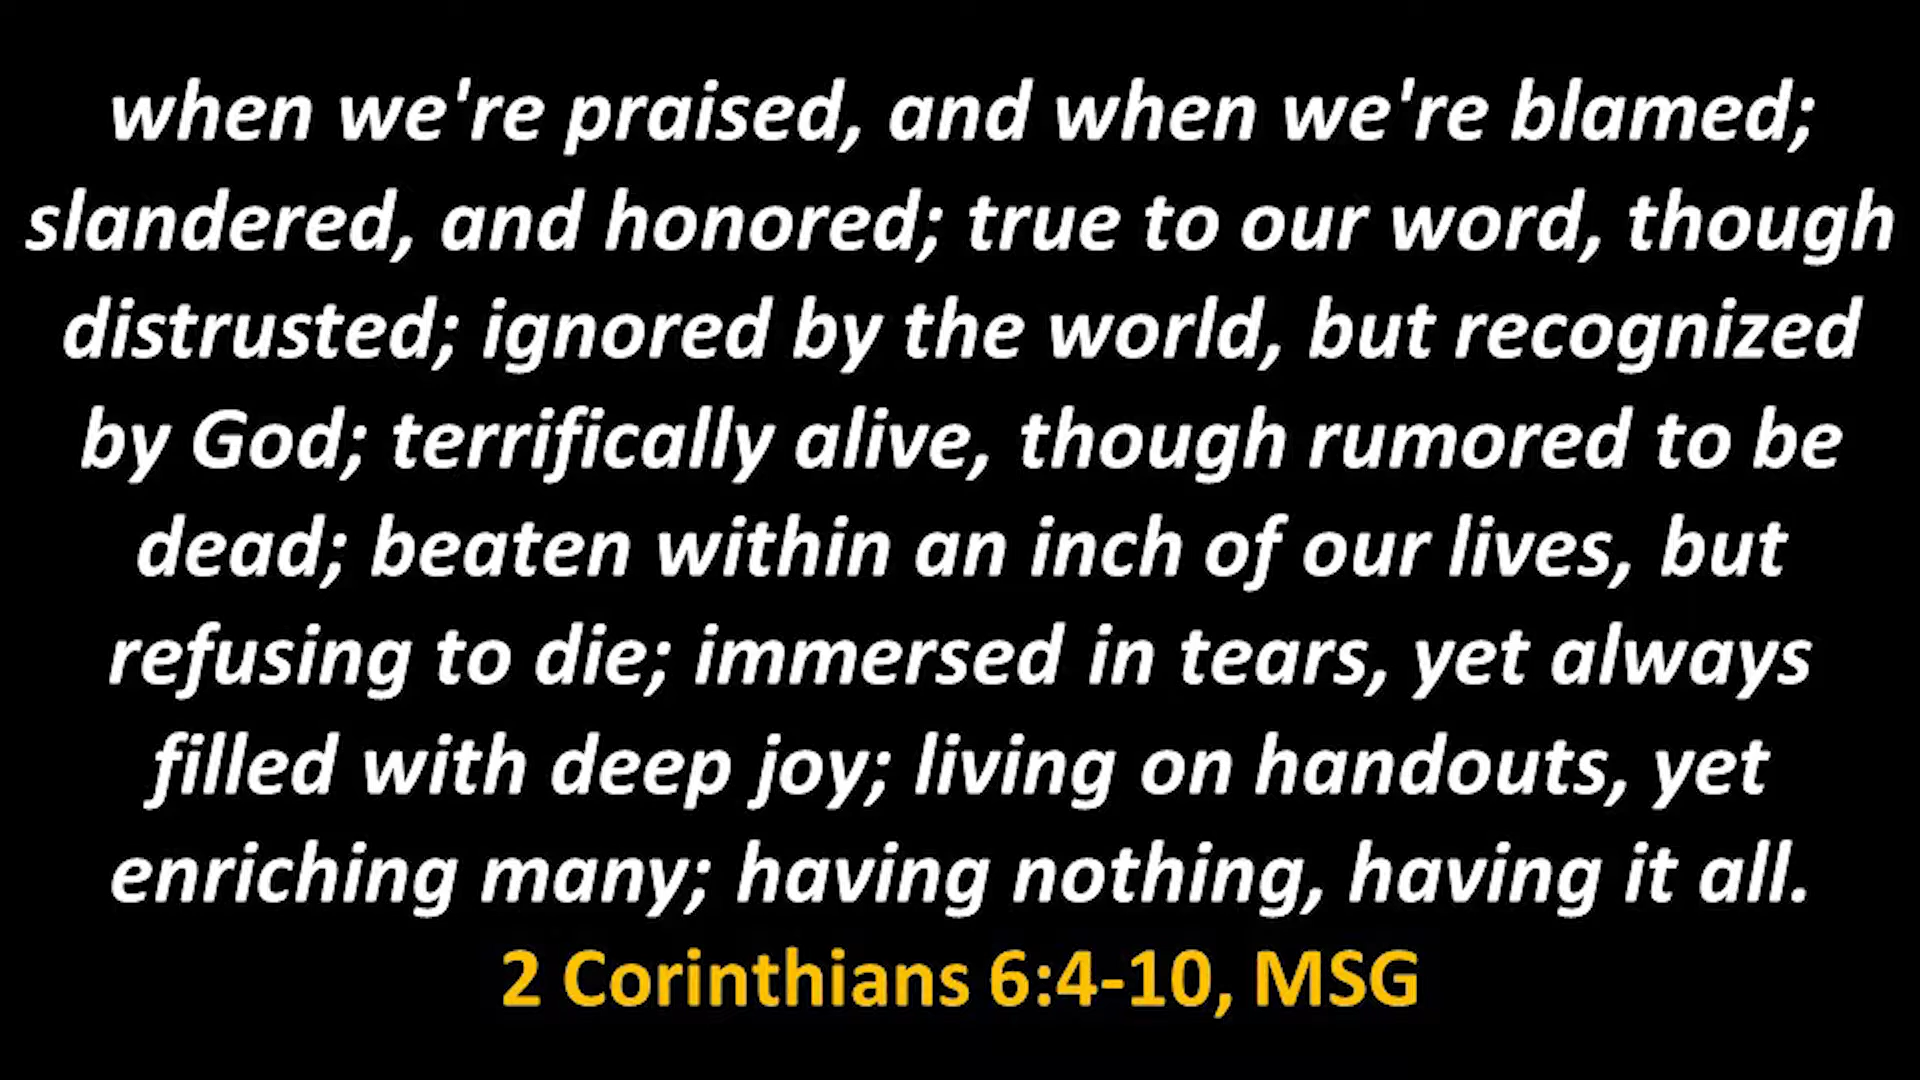 when we're praised, and when we're blamed;
slandered, and honored; true to our word, though
distrusted; ignored by the world, but recognized
by God; terrifically alive, though rumored to be
dead; beaten within an inch of our lives, but
refusing to die; immersed in tears, yet always
filled with deep joy; living on handouts, yet
enriching many; having nothing, having it all.
2 Corinthians 6:4-10, MSG